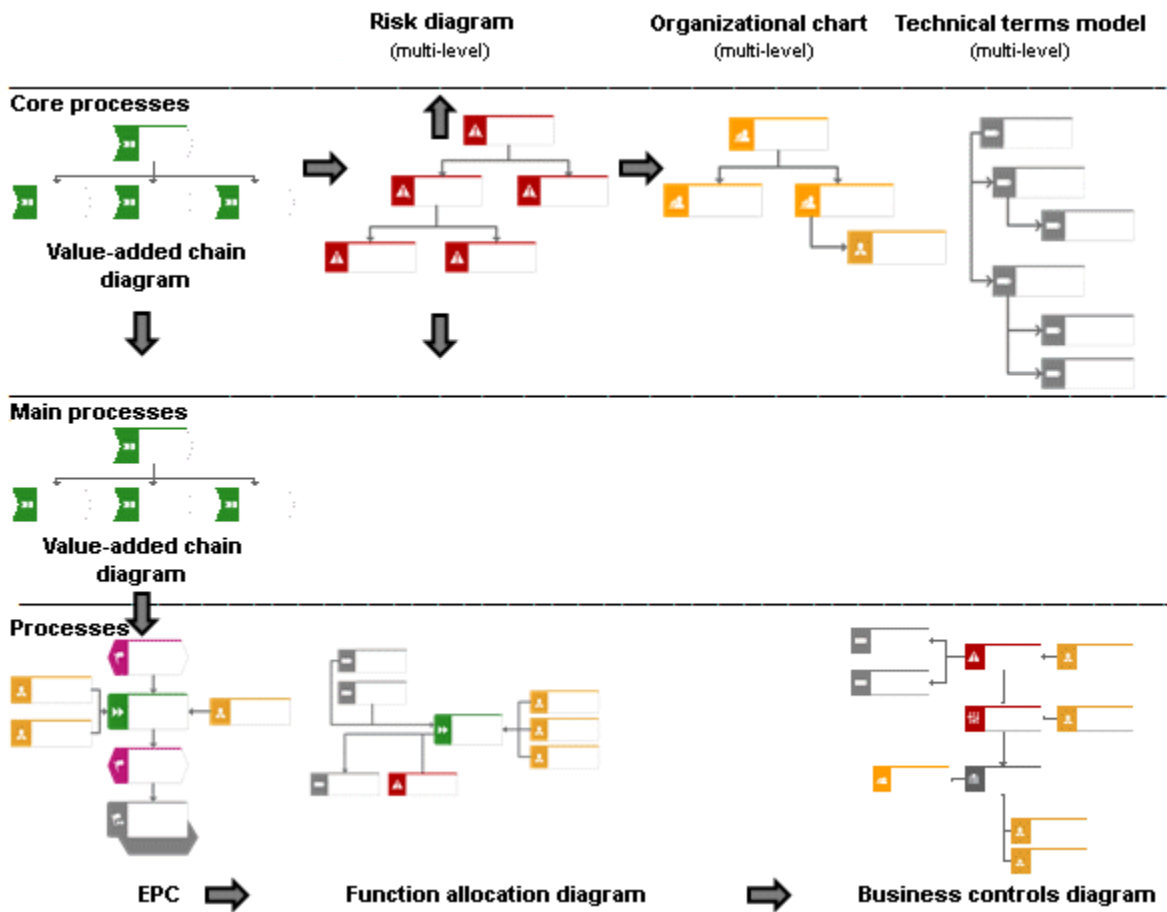 Risk diagram
(multi-level)
Organizational chart
(multi-level)
Technical terms model
(multi-level)
Core processes
Value-added chain
diagram
Main processes
Value-added chain
diagram
Processes
EPC
Function allocation diagram
Business controls diagram